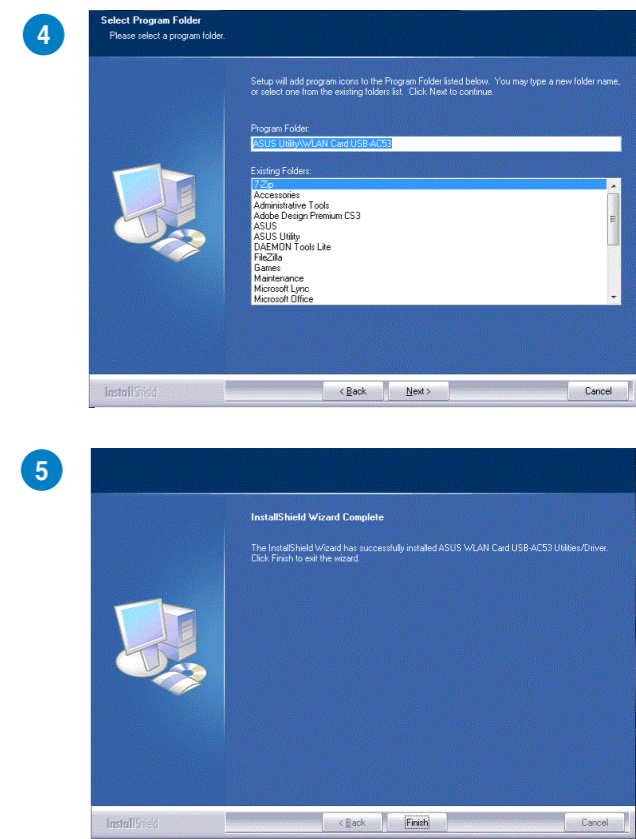 4
Select Program Folder
Please select a program folder.
Setup will add program icons to the Program Folder listed below. You may type a new folder name,
or select one from the existing folders list. Click Next to continue.
Program Folder:
ASUS Utility\WLAN Card USB-AC53
Existing Folders:
7-Zip
Accessories
Administrative Tools
Adobe Design Premium CS3
ASUS
ASUS Utility
DAEMON Tools Lite
FileZilla
Games
Maintenance
Microsoft Lync
Microsoft Office
InstallShield
< Back Next > Cancel
5
InstallShield Wizard Complete
The InstallShield Wizard has successfully installed ASUS WLAN Card USB-AC53 Utilities/Driver.
Click Finish to exit the wizard.
InstallShield
< Back Finish Cancel